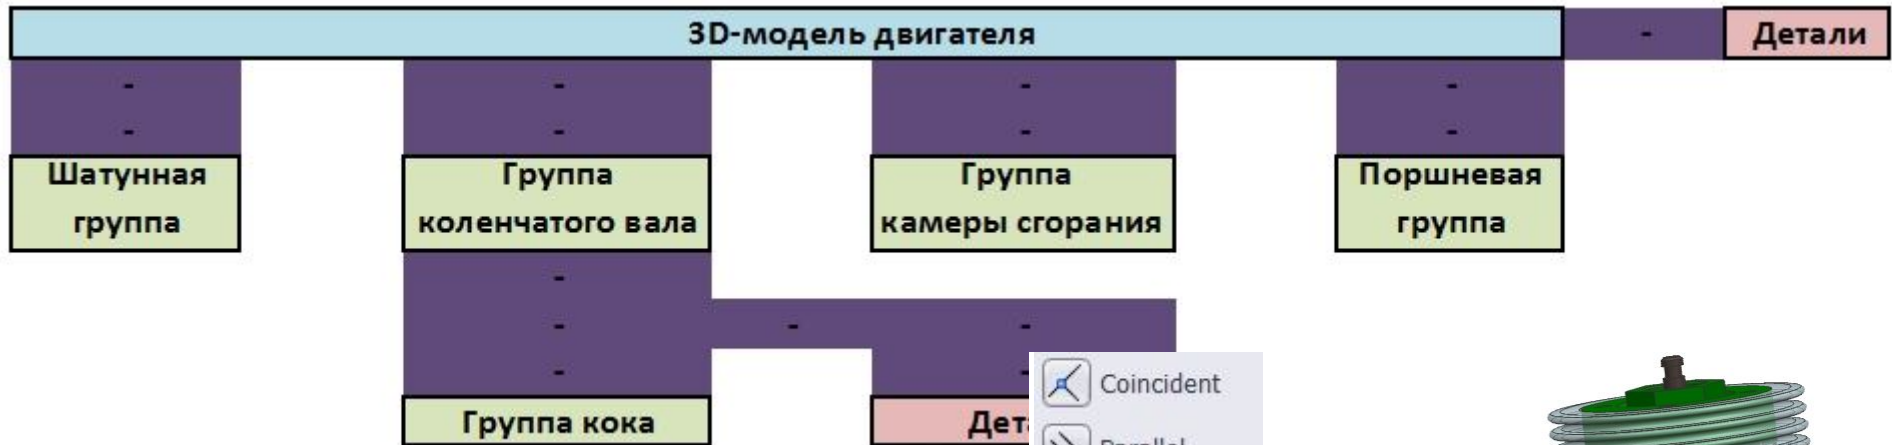 3D-модель двигателя - Детали
- - - -
- - - -
Шатунная Группа Группа Поршневая
группа коленчатого вала камеры сгорания группа
-
- - -
-
Coincident
Группа кока